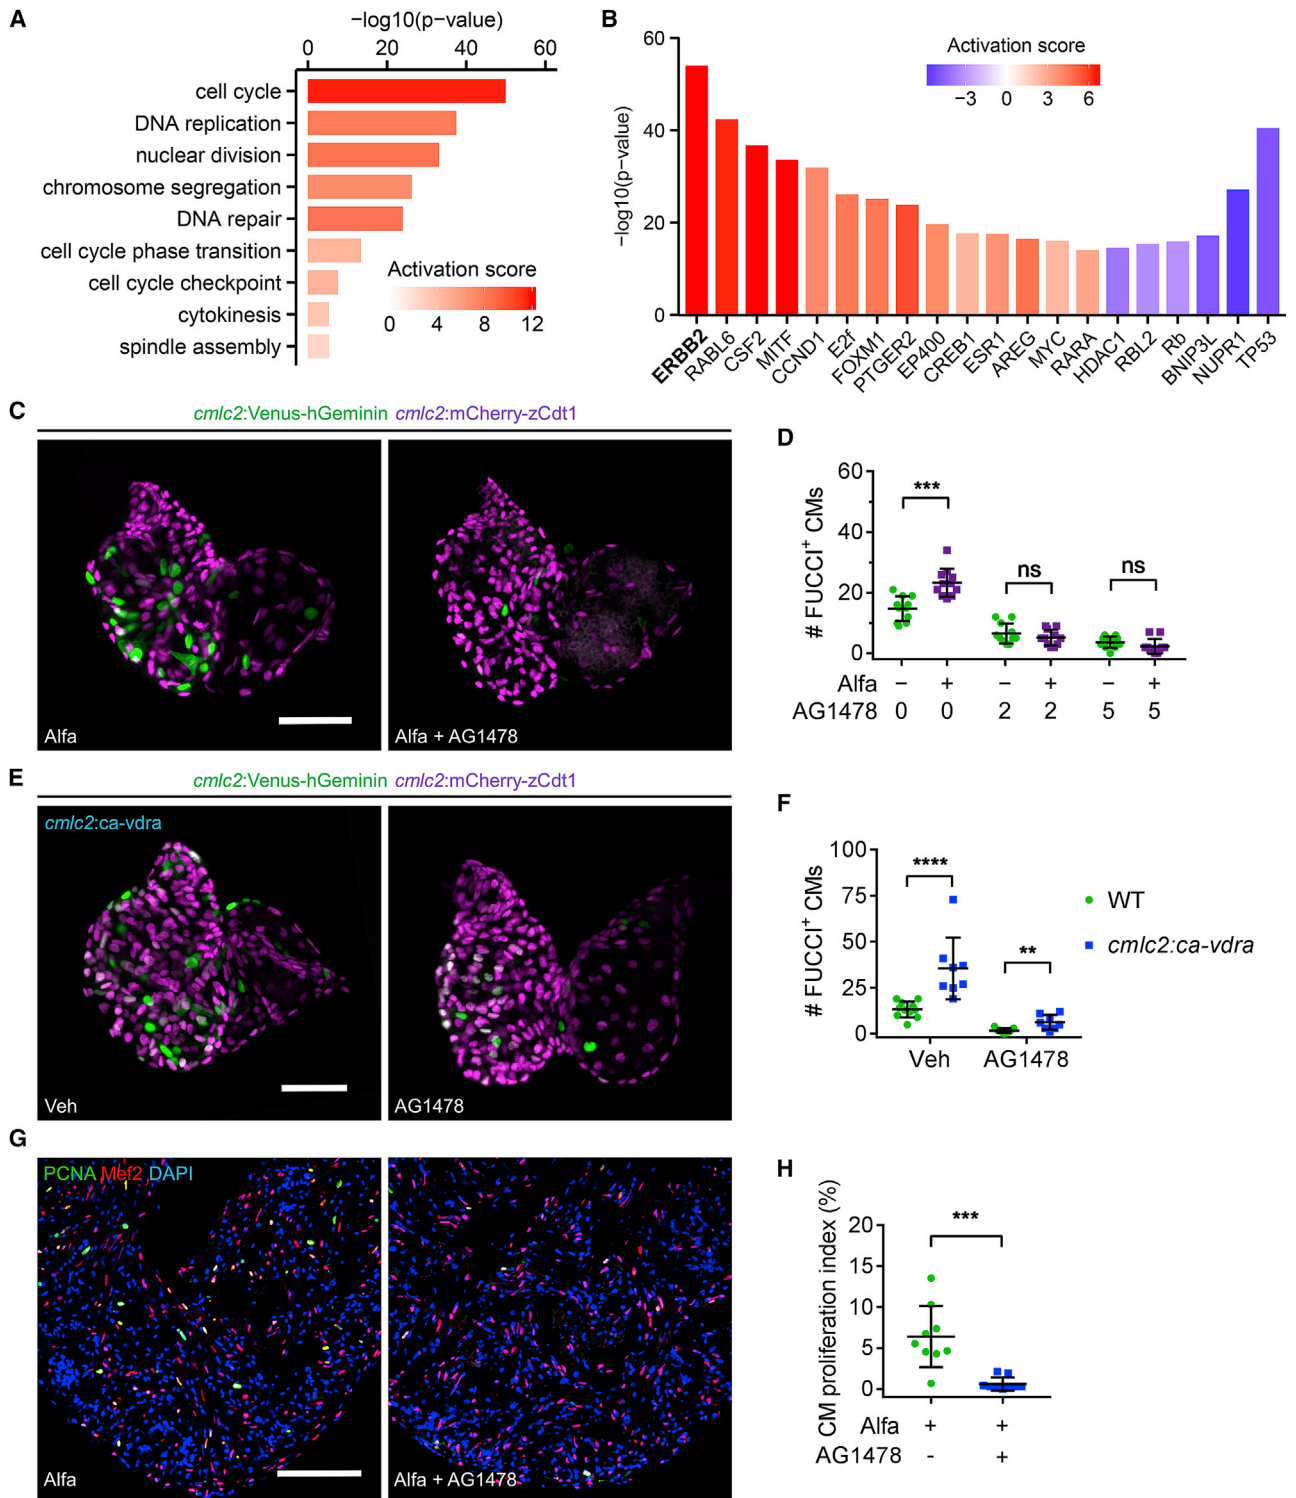 A
−log10(p−value)
0 20 40 60
cell cycle
DNA replication
nuclear division
chromosome segregation
DNA repair
cell cycle phase transition
cell cycle checkpoint
cytokinesis
spindle assembly
Activation score
0 4 8 12
B
−log10(p−value)
60
40
20
0
Activation score
−3 0 3 6
ERBB2 RABL6 CSF2 MITF CCND1 E2f FOXM1 PTGER2 EP400 CREB1 ESR1 AREG MYC RARA HDAC1 RBL2 Rb BNIP3L NUPR1 TP53
C
cmlc2:Venus-hGeminin cmlc2:mCherry-zCdt1
Alfa
Alfa + AG1478
D
# FUCCI+ CMs
60
40
20
0
***
ns
ns
Alfa − + − + − +
AG1478 0 0 2 2 5 5
E
cmlc2:Venus-hGeminin cmlc2:mCherry-zCdt1
cmlc2:ca-vdra
Veh
AG1478
F
# FUCCI+ CMs
100
75
50
25
0
****
**
Veh AG1478
WT
cmlc2:ca-vdra
G
PCNA Mef2 DAPI
Alfa
Alfa + AG1478
H
CM proliferation index (%)
20
15
10
5
0
***
Alfa + +
AG1478 - +